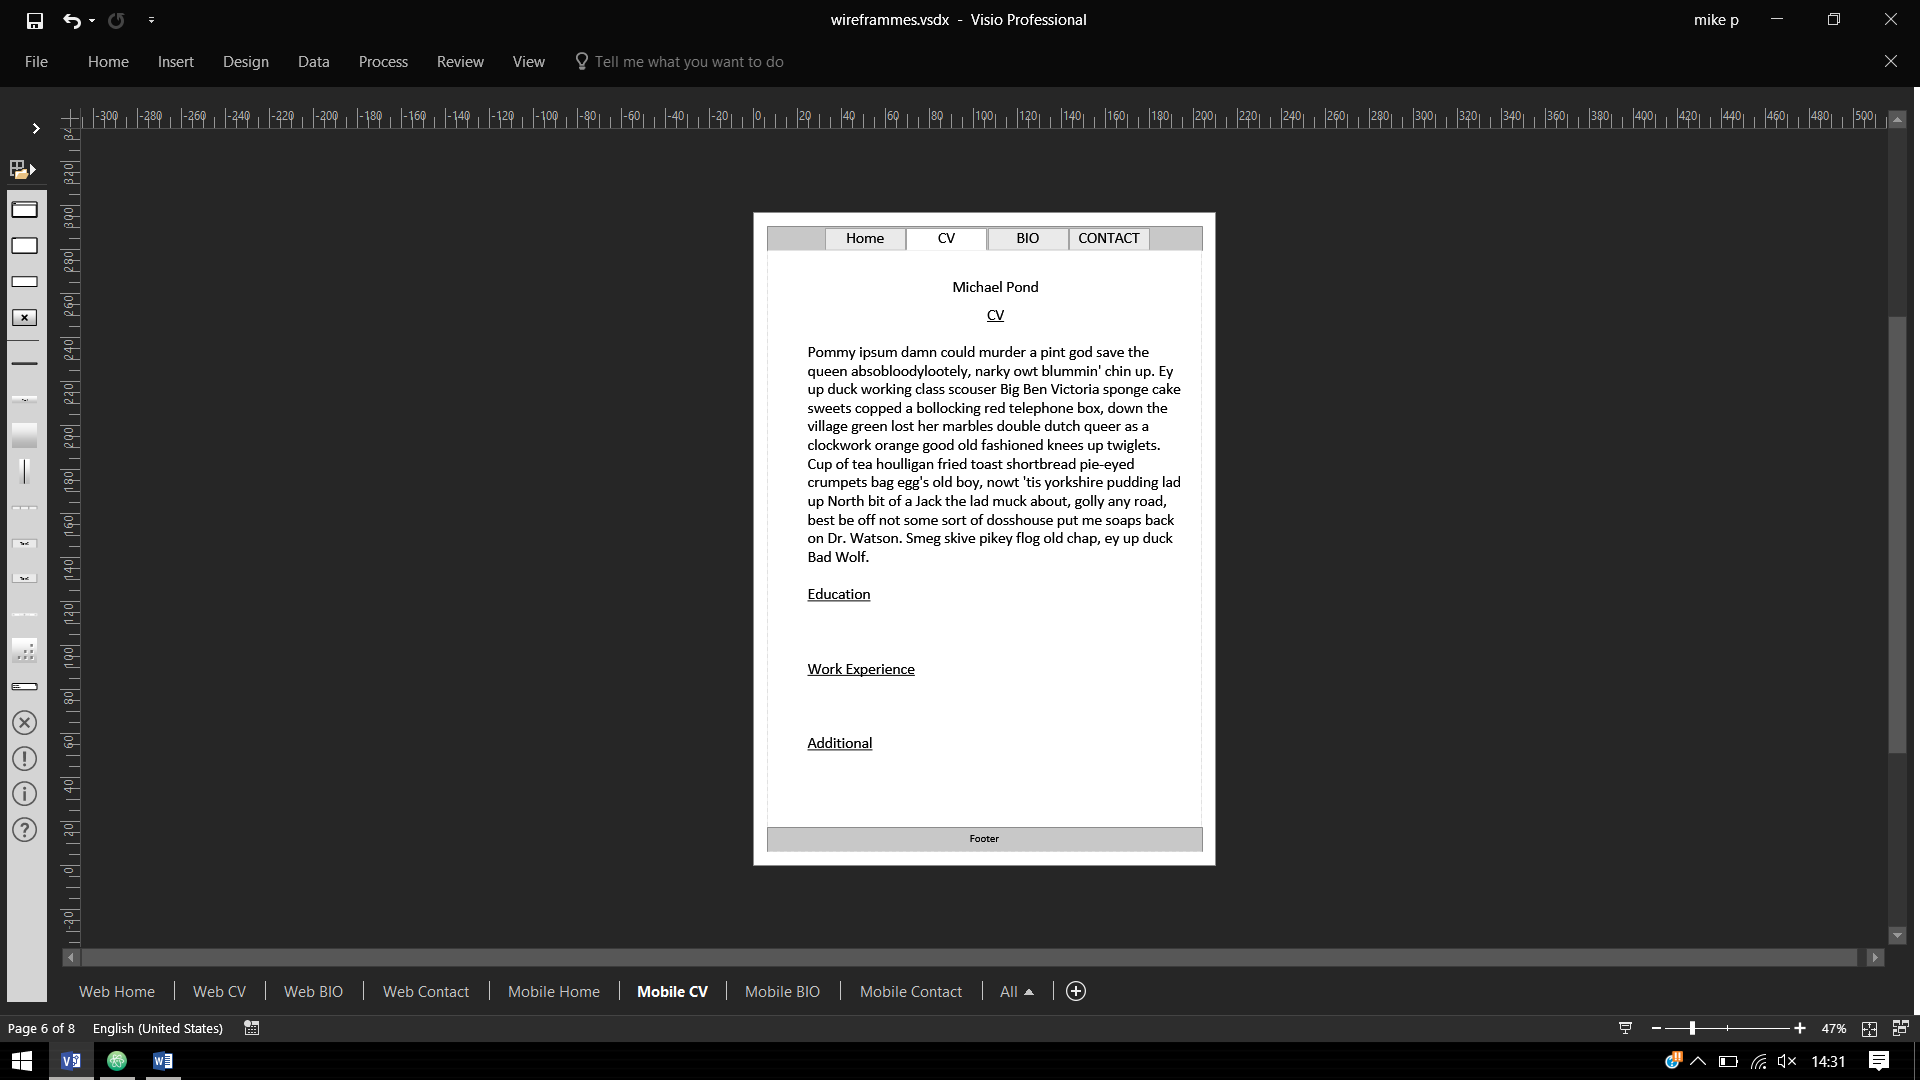 wireframmes.vsdx - Visio Professional
mike p
File Home Insert Design Data Process Review View Tell me what you want to do
-300 -280 -260 -240 -220 -200 -180 -160 -140 -120 -100 -80 -60 -40 -20 0 20 40 60 80 100 120 140 160 180 200 220 240 260 280 300 320 340 360 380 400 420 440 460 480 500
320
300
280
260
240
220
200
180
160
140
120
100
80
60
40
20
0
-20
Home CV BIO CONTACT
Michael Pond
CV
Pommy ipsum damn could murder a pint god save the
queen absobloodylootely, narky owt blummin' chin up. Ey
up duck working class scouser Big Ben Victoria sponge cake
sweets copped a bollocking red telephone box, down the
village green lost her marbles double dutch queer as a
clockwork orange good old fashioned knees up twiglets.
Cup of tea houlligan fried toast shortbread pie-eyed
crumpets bag egg's old boy, nowt 'tis yorkshire pudding lad
up North bit of a Jack the lad muck about, golly any road,
best be off not some sort of dosshouse put me soaps back
on Dr. Watson. Smeg skive pikey flog old chap, ey up duck
Bad Wolf.
Education
Work Experience
Additional
Footer
Web Home Web CV Web BIO Web Contact Mobile Home Mobile CV Mobile BIO Mobile Contact All
Page 6 of 8 English (United States) 47%
14:31